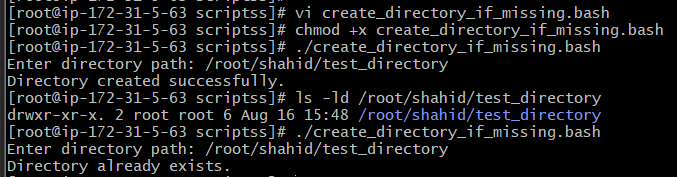 [root@ip-172-31-5-63 scriptss]# vi create_directory_if_missing.bash
[root@ip-172-31-5-63 scriptss]# chmod +x create_directory_if_missing.bash
[root@ip-172-31-5-63 scriptss]# ./create_directory_if_missing.bash
Enter directory path: /root/shahid/test_directory
Directory created successfully.
[root@ip-172-31-5-63 scriptss]# ls -ld /root/shahid/test_directory
drwxr-xr-x. 2 root root 6 Aug 16 15:48 /root/shahid/test_directory
[root@ip-172-31-5-63 scriptss]# ./create_directory_if_missing.bash
Enter directory path: /root/shahid/test_directory
Directory already exists.